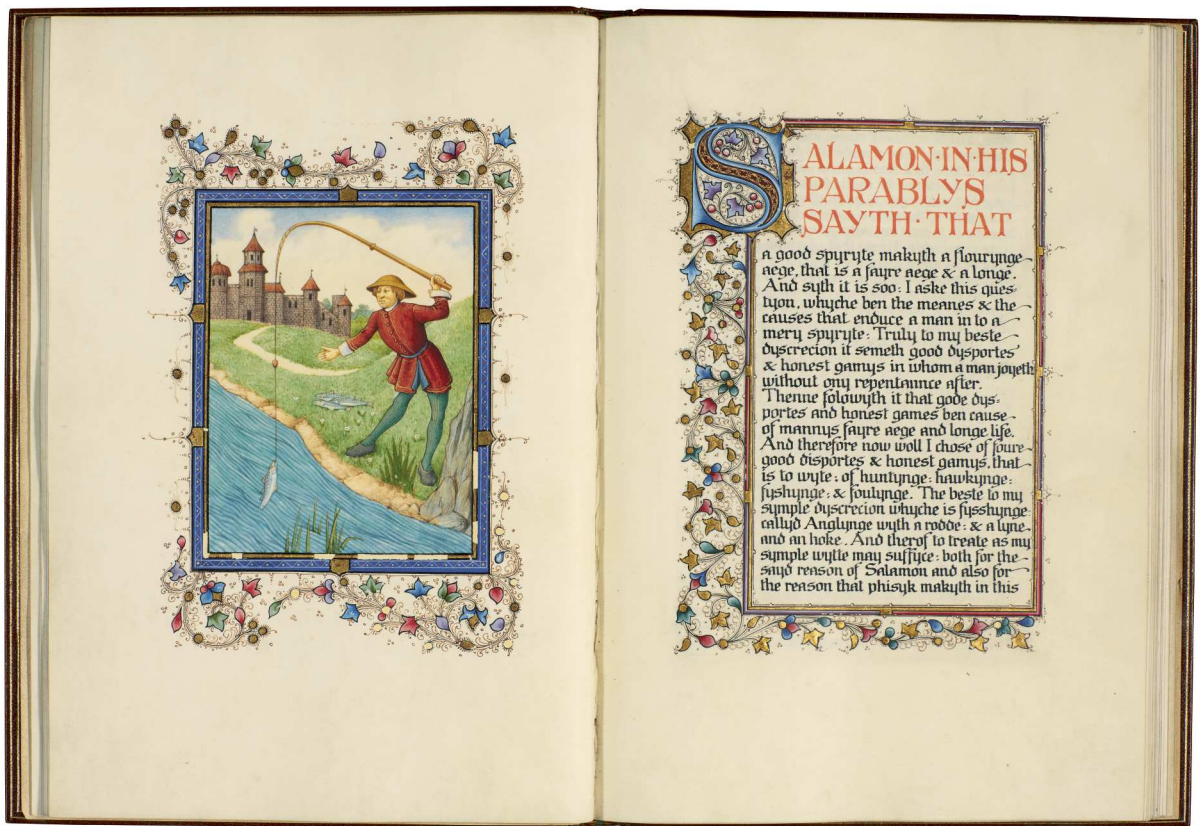 SALAMON·IN·HIS
PARABLYS
SAYTH·THAT
a good spyryte makyth a flourynge
aege, that is a fayre aege & a longe.
And syth it is soo: I aske this ques-
tyon, whyche ben the meanes & the
causes that enduce a man in to a
mery spyryte: Truly to my beste
dyscrecion it semeth good dysportes
& honest gamys in whom a man joyeth
without ony repentannce after.
Thenne folowyth it that gode dys-
portes and honest games ben cause
of mannys fayre aege and longe life.
And therefore now woll I chose of foure
good disportes & honest gamys, that
is to wyte: of huntynge: hawkynge:
fyshynge: & foulynge. The beste to my
symple dyscrecion whyche is fysshynge
callyd Anglynge wyth a rodde: & a lyne
and an hoke. And therof to treate as my
symple wytte may suffyce: both for the
sayd reason of Salamon and also for
the reason that phisyk makyth in this